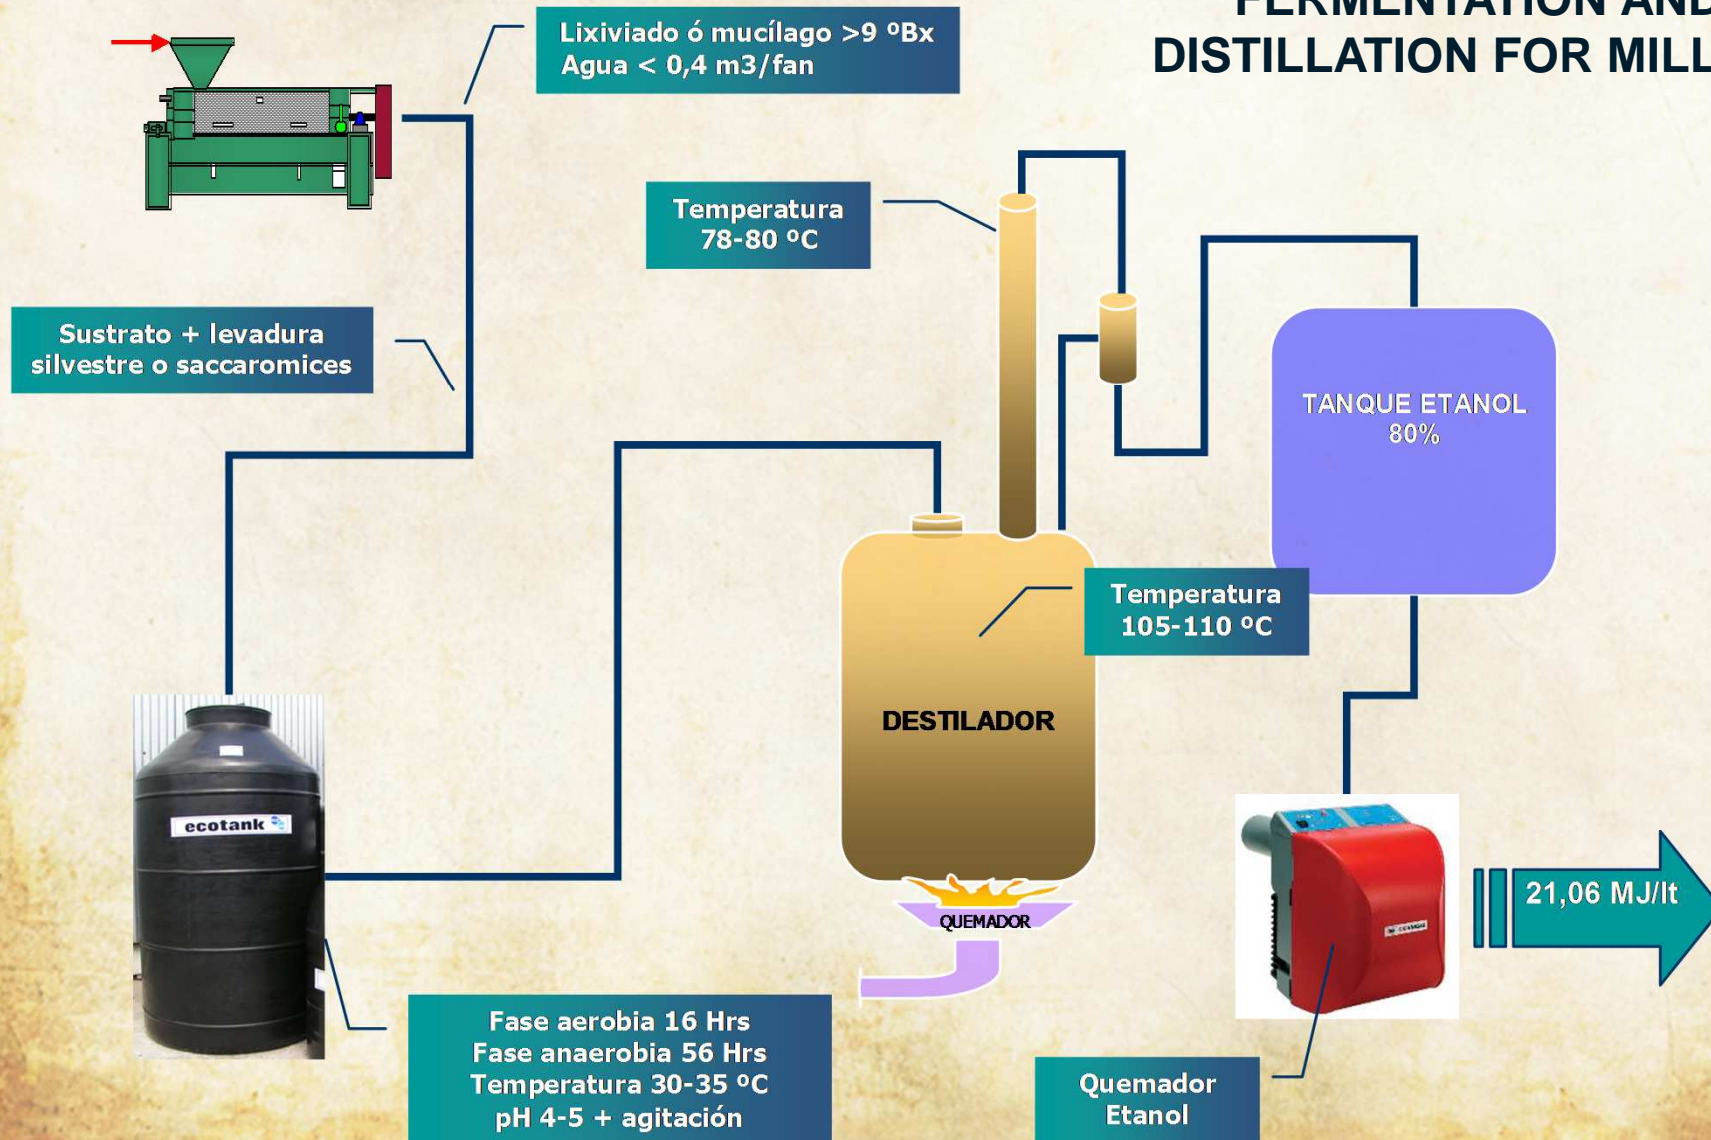 FERMENTATION AND
DISTILLATION FOR MILL
Lixiviado ó mucílago >9 ºBx
Agua < 0,4 m3/fan
Temperatura
78-80 ºC
Sustrato + levadura
silvestre o saccaromices
TANQUE ETANOL
80%
Temperatura
105-110 ºC
DESTILADOR
ecotank
QUEMADOR
21,06 MJ/lt
Fase aerobia 16 Hrs
Fase anaerobia 56 Hrs
Temperatura 30-35 ºC
pH 4-5 + agitación
Quemador
Etanol